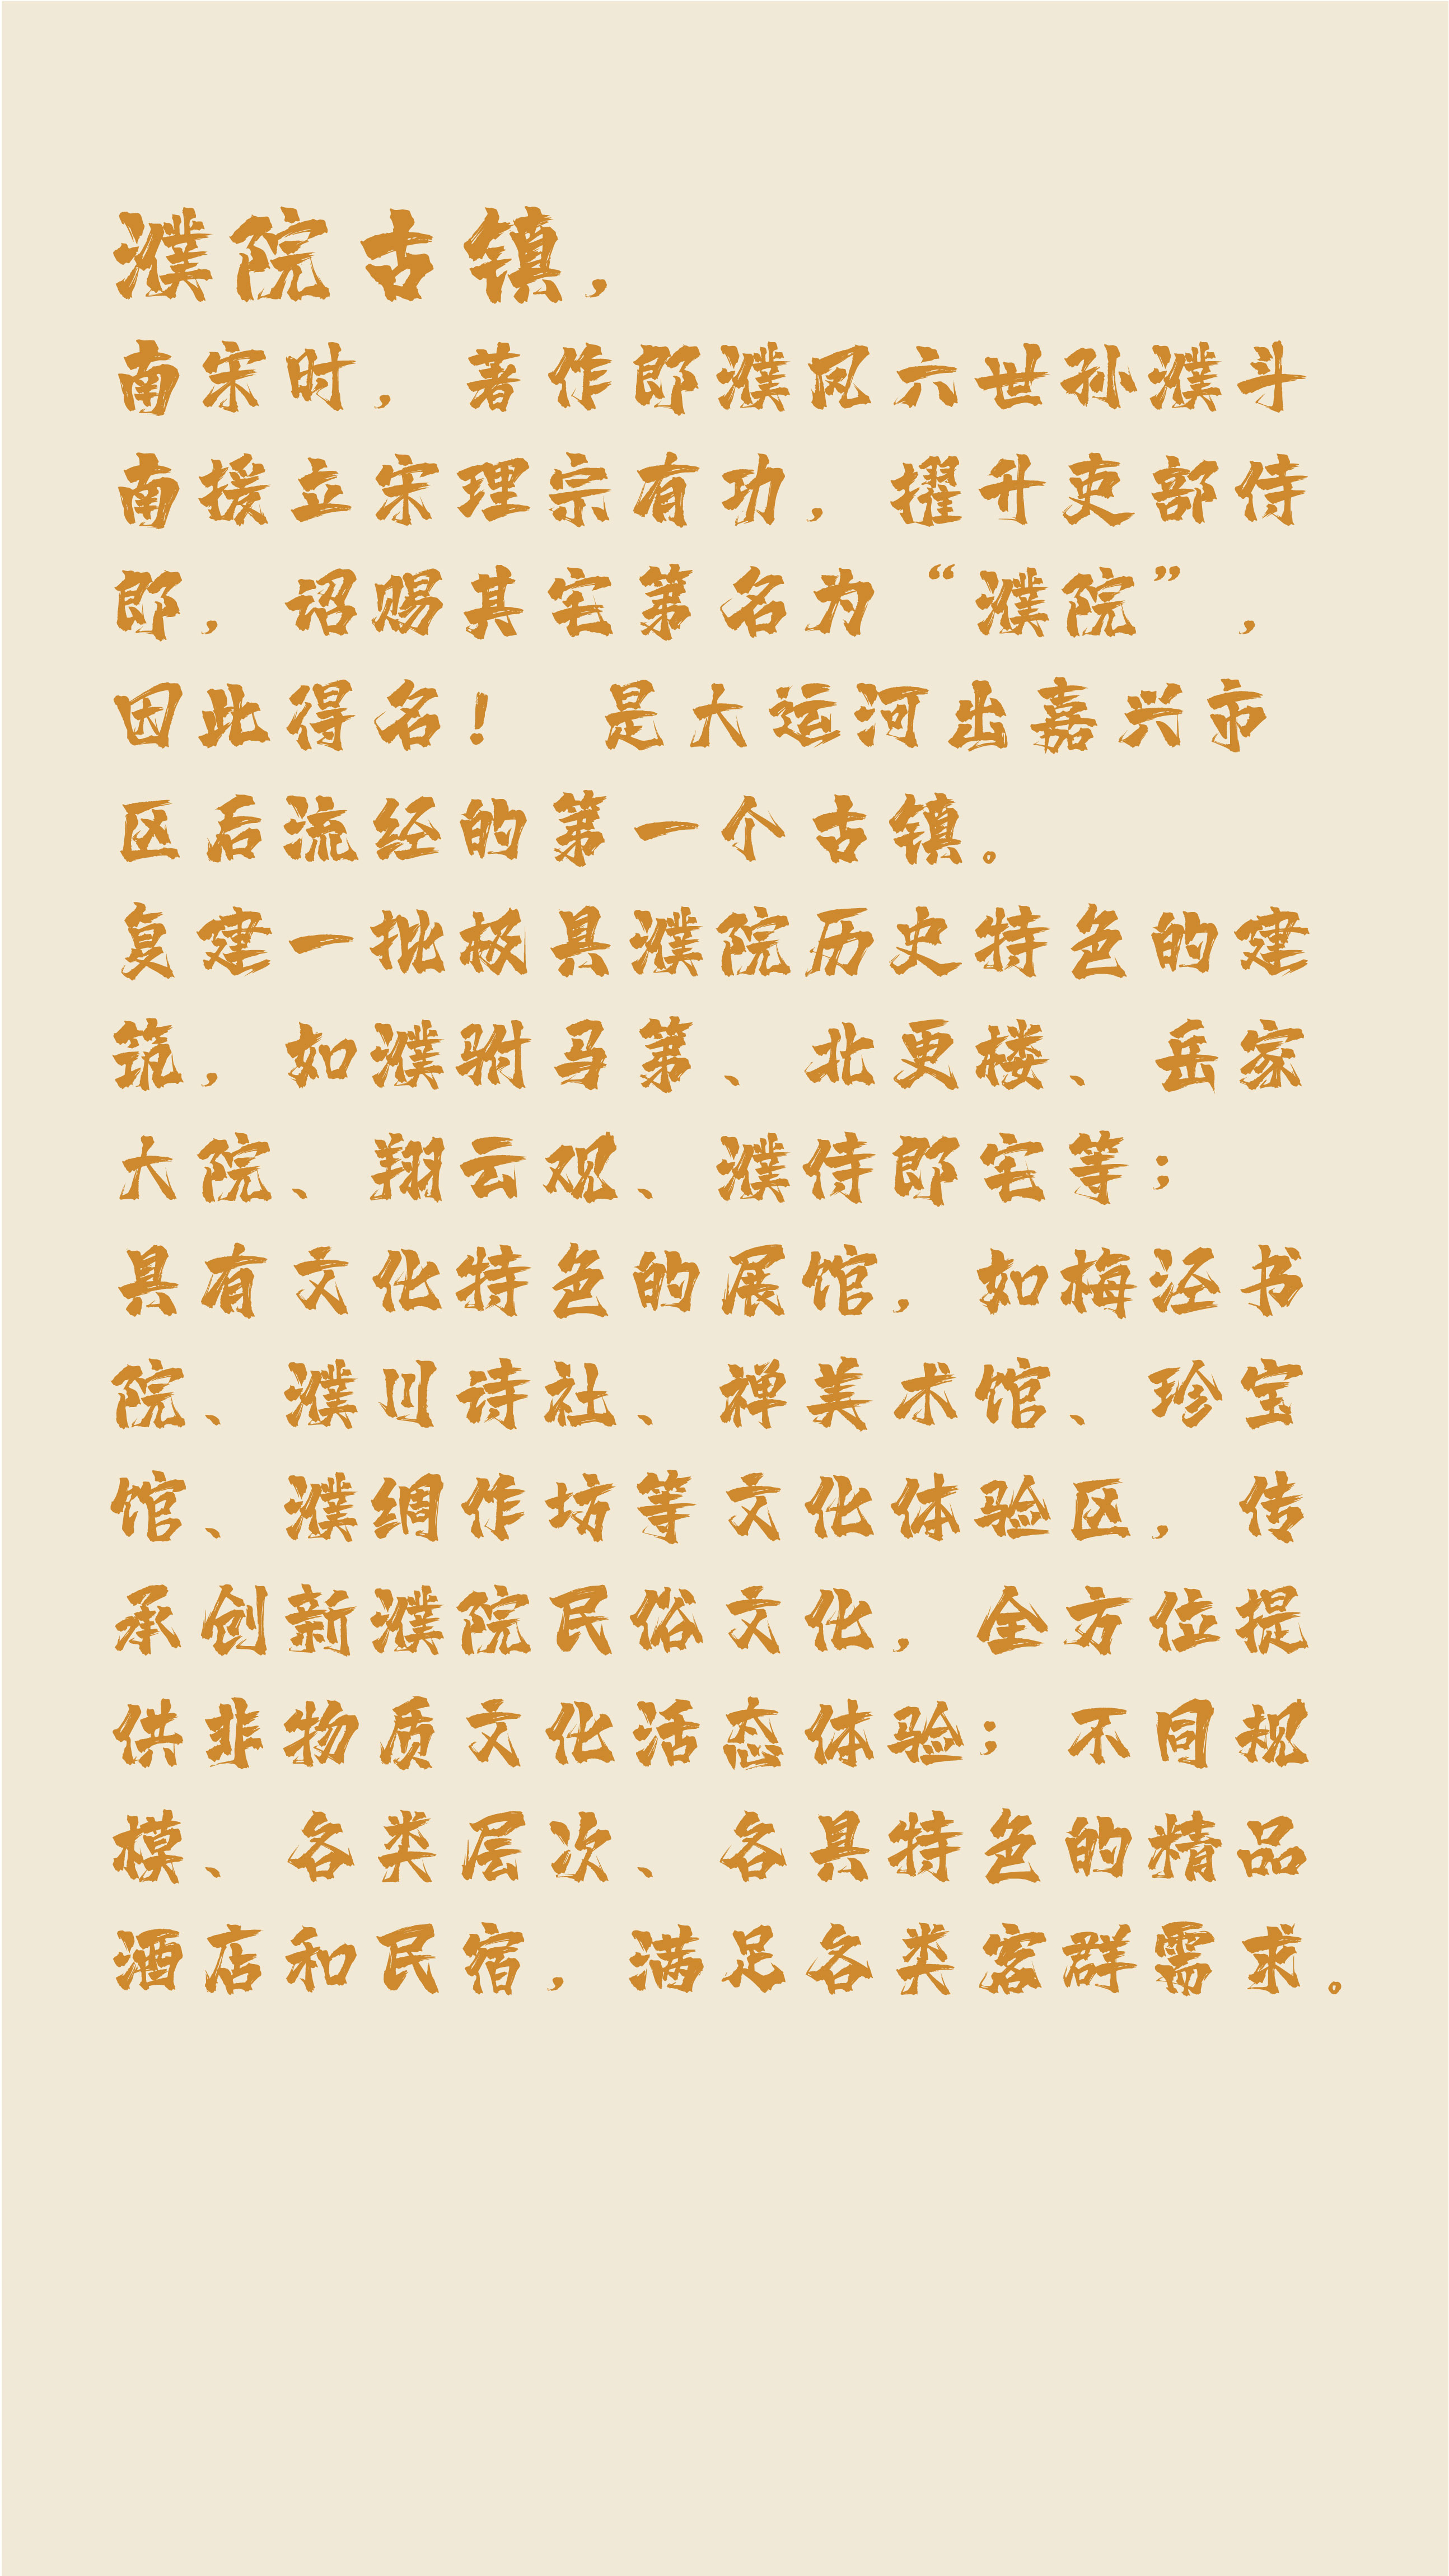 濮院古镇，
南宋时，著作郎濮凤六世孙濮斗
南援立宋理宗有功，擢升吏部侍
郎，诏赐其宅第名为“濮院”，
因此得名！ 是大运河出嘉兴市
区后流经的第一个古镇。
复建一批极具濮院历史特色的建
筑，如濮驸马第、北更楼、岳家
大院、翔云观、濮侍郎宅等；
具有文化特色的展馆，如梅泾书
院、濮川诗社、禅美术馆、珍宝
馆、濮绸作坊等文化体验区，传
承创新濮院民俗文化，全方位提
供非物质文化活态体验；不同规
模、各类层次、各具特色的精品
酒店和民宿，满足各类客群需求。